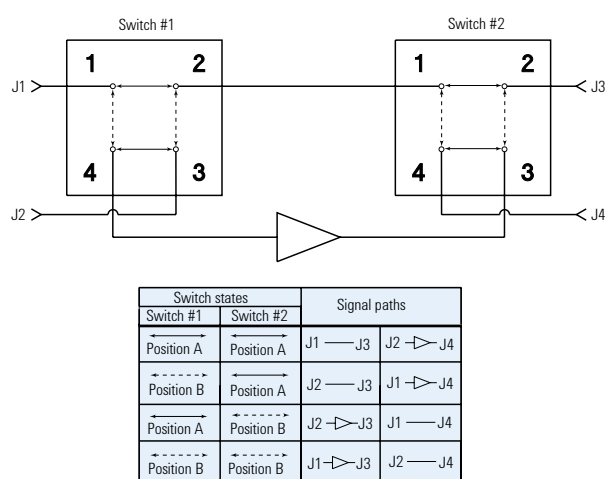 Switch #1 Switch #2
1 2 1 2
J1 J3
4 3 4 3
J2 J4
Switch states Signal paths
Switch #1 Switch #2
Position A Position A J1 J3 J2 J4
Position B Position A J2 J3 J1 J4
Position A Position B J2 J3 J1 J4
Position B Position B J1 J3 J2 J4